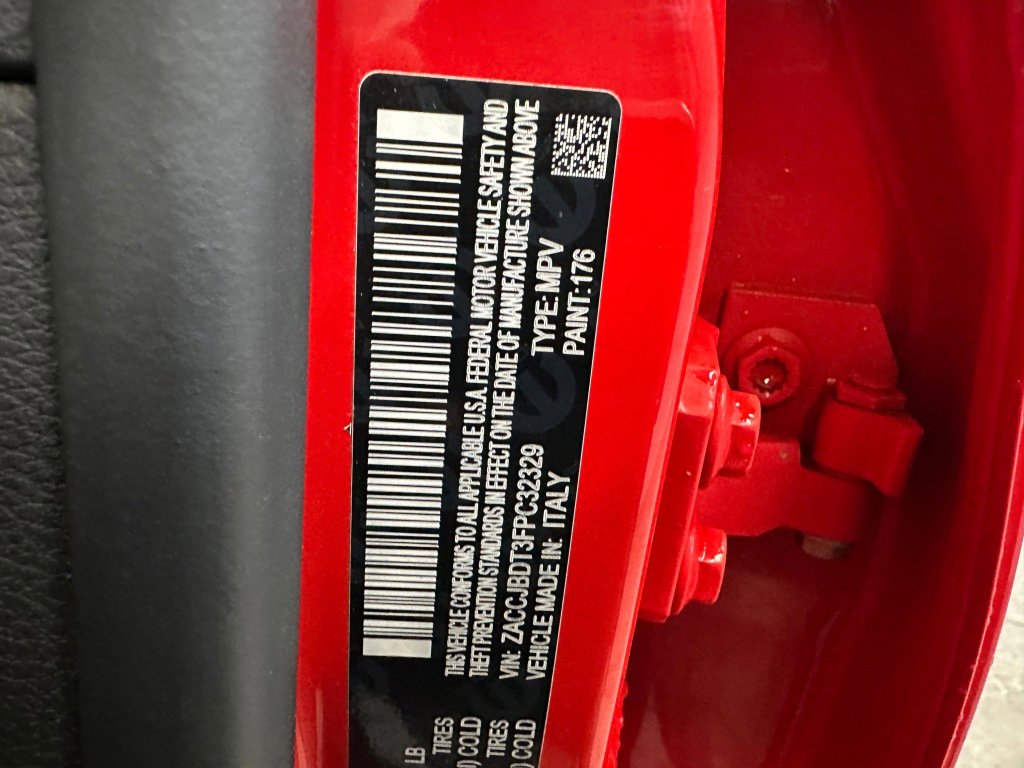 LB
TIRES
) COLD
TIRES
) COLD
THIS VEHICLE CONFORMS TO ALL APPLICABLE U.S.A. FEDERAL MOTOR VEHICLE SAFETY AND
THEFT PREVENTION STANDARDS IN EFFECT ON THE DATE OF MANUFACTURE SHOWN ABOVE
VIN: ZACCJBDT3FPC32329 TYPE: MPV
VEHICLE MADE IN: ITALY PAINT: 176